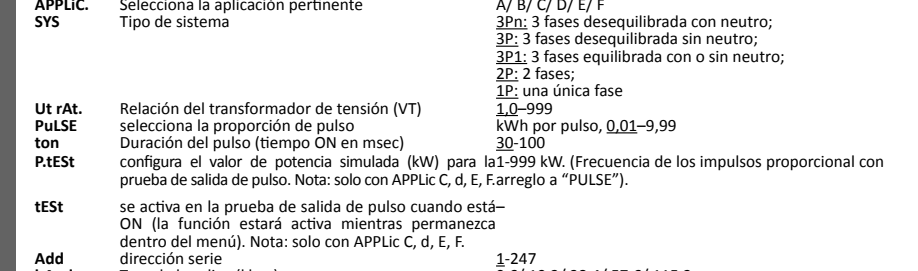 APPLiC. Selecciona la aplicación pertinente A/ B/ C/ D/ E/ F
SYS Tipo de sistema 3Pn: 3 fases desequilibrada con neutro;
3P: 3 fases desequilibrada sin neutro;
3P1: 3 fases equilibrada con o sin neutro;
2P: 2 fases;
1P: una única fase
Ut rAt. Relación del transformador de tensión (VT) 1,0–999
PuLSE selecciona la proporción de pulso kWh por pulso, 0,01–9,99
ton Duración del pulso (tiempo ON en msec) 30-100
P.tESt configura el valor de potencia simulada (kW) para la 1-999 kW. (Frecuencia de los impulsos proporcional con
prueba de salida de pulso. Nota: solo con APPLic C, d, E, F. arreglo a “PULSE”).
tESt se activa en la prueba de salida de pulso cuando está –
ON (la función estará activa mientras permanezca
dentro del menú). Nota: solo con APPLic C, d, E, F.
Add dirección serie 1-247